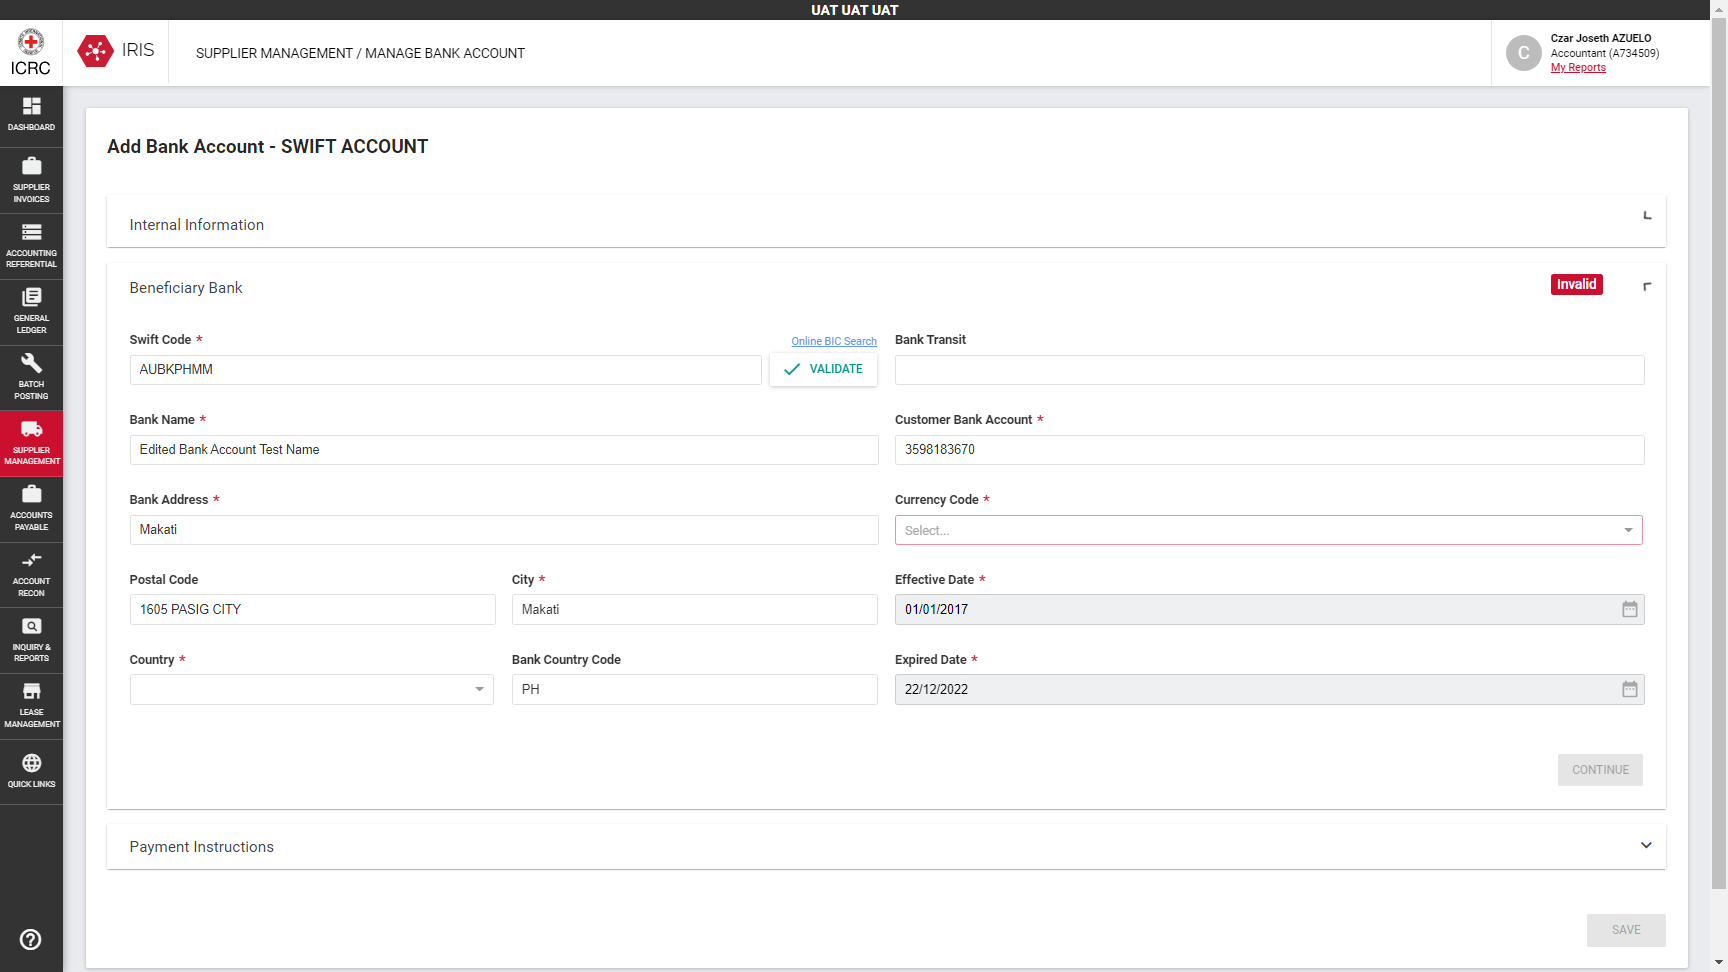 UAT UAT UAT
ICRC
IRIS
SUPPLIER MANAGEMENT / MANAGE BANK ACCOUNT
C
Czar Joseth AZUELO
Accountant (A734509)
My Reports
DASHBOARD
SUPPLIER
INVOICES
ACCOUNTING
REFERENTIAL
GENERAL
LEDGER
BATCH
POSTING
SUPPLIER
MANAGEMENT
ACCOUNTS
PAYABLE
ACCOUNT
RECON
INQUIRY &
REPORTS
LEASE
MANAGEMENT
QUICK LINKS
Add Bank Account - SWIFT ACCOUNT
Internal Information
Beneficiary Bank
Invalid
Swift Code *
Online BIC Search
AUBKPHMM
VALIDATE
Bank Transit
Bank Name *
Edited Bank Account Test Name
Customer Bank Account *
3598183670
Bank Address *
Makati
Currency Code *
Select...
Postal Code
1605 PASIG CITY
City *
Makati
Effective Date *
01/01/2017
Country *
Bank Country Code
PH
Expired Date *
22/12/2022
CONTINUE
Payment Instructions
SAVE